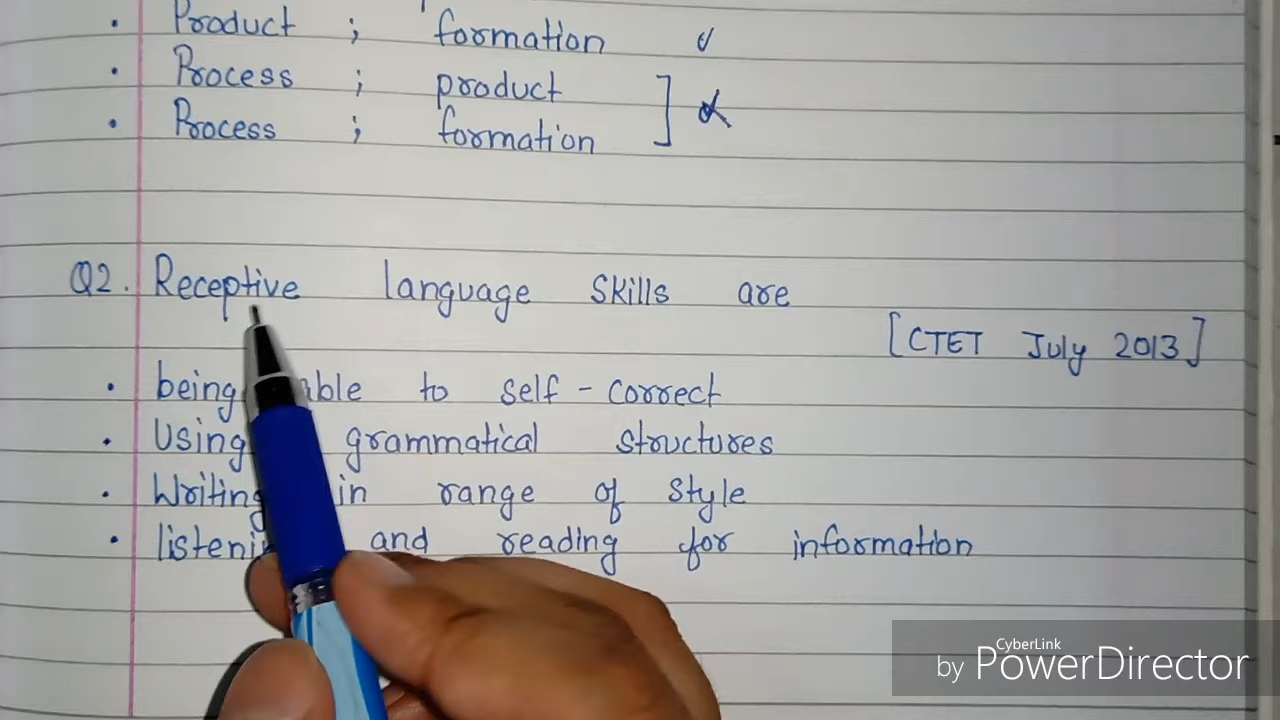 • Product ; formation
• Process ; product
• Process ; formation
Q2. Receptive language skills are
[CTET July 2013]
• being able to self-correct
• Using grammatical structures
• Writing in range of style
• listening and reading for information
CyberLink
by PowerDirector